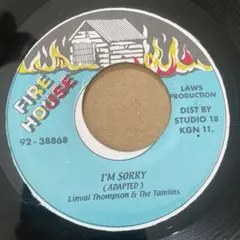 FIRE
HOUSE
LAWS
PRODUCTION
92-38868
DIST BY
STUDIO 18
KGN 11.
I'M SORRY
( ADAPTED )
Linval Thompson & The Tamlins